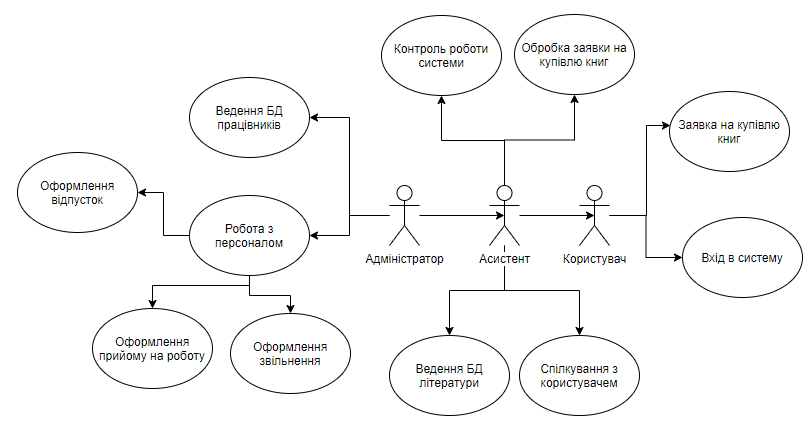 Контроль роботи
системи
Обробка заявки на
купівлю книг
Ведення БД
працівників
Заявка на купівлю
книг
Оформлення
відпусток
Робота з
персоналом
Адміністратор
Асистент
Користувач
Вхід в систему
Оформлення
прийому на роботу
Оформлення
звільнення
Ведення БД
літератури
Спілкування з
користувачем